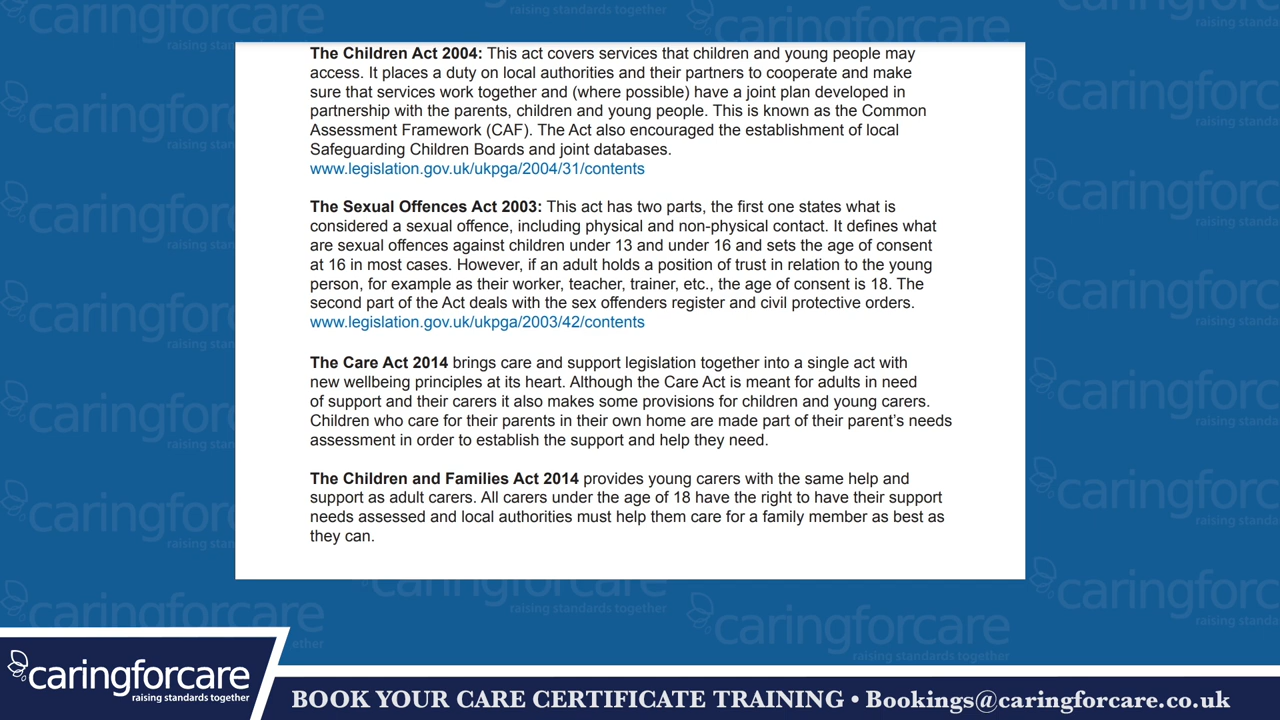 caringforcare
raising standards together
The Children Act 2004: This act covers services that children and young people may
access. It places a duty on local authorities and their partners to cooperate and make
sure that services work together and (where possible) have a joint plan developed in
partnership with the parents, children and young people. This is known as the Common
Assessment Framework (CAF). The Act also encouraged the establishment of local
Safeguarding Children Boards and joint databases.
www.legislation.gov.uk/ukpga/2004/31/contents
The Sexual Offences Act 2003: This act has two parts, the first one states what is
considered a sexual offence, including physical and non-physical contact. It defines what
are sexual offences against children under 13 and under 16 and sets the age of consent
at 16 in most cases. However, if an adult holds a position of trust in relation to the young
person, for example as their worker, teacher, trainer, etc., the age of consent is 18. The
second part of the Act deals with the sex offenders register and civil protective orders.
www.legislation.gov.uk/ukpga/2003/42/contents
The Care Act 2014 brings care and support legislation together into a single act with
new wellbeing principles at its heart. Although the Care Act is meant for adults in need
of support and their carers it also makes some provisions for children and young carers.
Children who care for their parents in their own home are made part of their parent's needs
assessment in order to establish the support and help they need.
The Children and Families Act 2014 provides young carers with the same help and
support as adult carers. All carers under the age of 18 have the right to have their support
needs assessed and local authorities must help them care for a family member as best as
they can.
caringforcare
raising standards together
BOOK YOUR CARE CERTIFICATE TRAINING • Bookings@caringforcare.co.uk